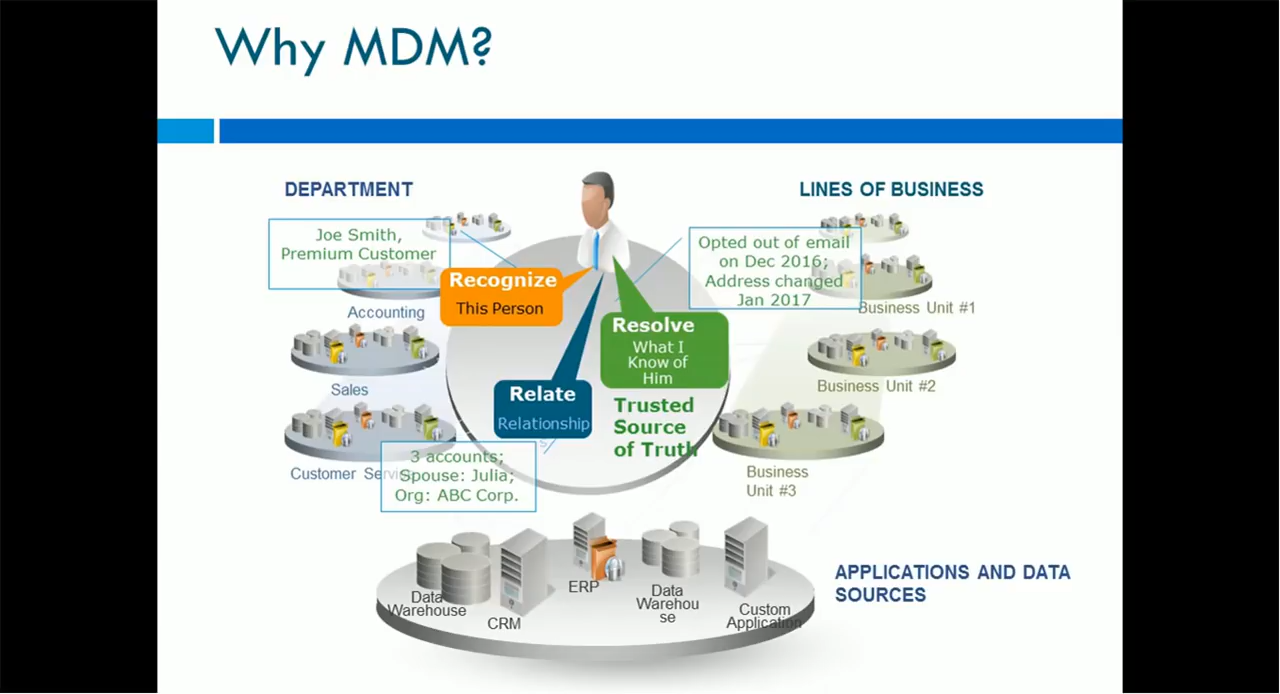 Why MDM?
DEPARTMENT
LINES OF BUSINESS
Joe Smith,
Premium Customer
Opted out of email
on Dec 2016;
Address changed
Jan 2017
Recognize
This Person
Accounting
Business Unit #1
Resolve
What I
Know of
Him
Sales
Business Unit #2
Relate
Relationship
s
Trusted
Source
of Truth
3 accounts;
Spouse: Julia;
Org: ABC Corp.
Business
Unit #3
Data
Warehouse
CRM
ERP
Data
Warehou
se
Custom
Application
APPLICATIONS AND DATA
SOURCES